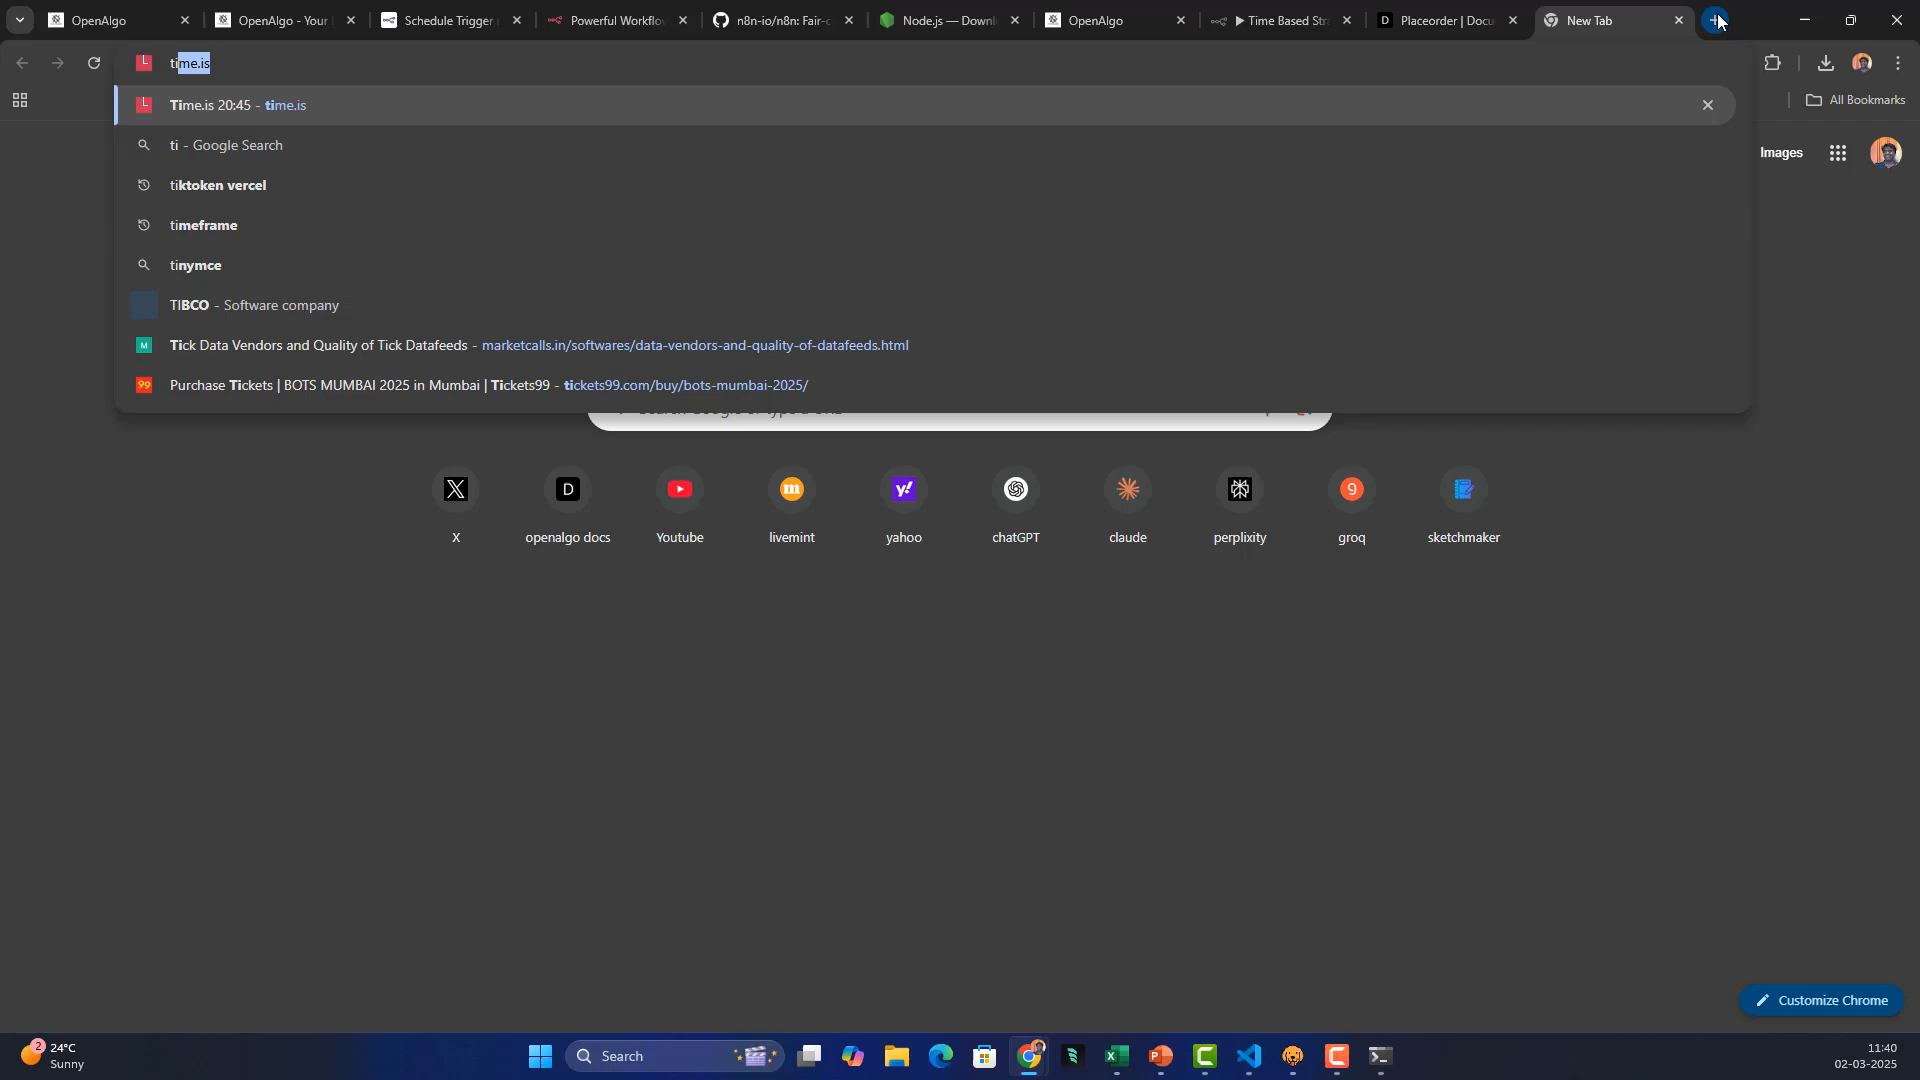 OpenAlgo
OpenAlgo - Your
Schedule Trigger
Powerful Workflo
n8n-io/n8n: Fair-c
Node.js — Downl
OpenAlgo
▶ Time Based Stra
Placeorder | Docu
New Tab
time.is
All Bookmarks
Time.is 20:45 - time.is
ti - Google Search
Images
tiktoken vercel
timeframe
tinymce
TIBCO - Software company
Tick Data Vendors and Quality of Tick Datafeeds - marketcalls.in/softwares/data-vendors-and-quality-of-datafeeds.html
Purchase Tickets | BOTS MUMBAI 2025 in Mumbai | Tickets99 - tickets99.com/buy/bots-mumbai-2025/
X
openalgo docs
Youtube
livemint
yahoo
chatGPT
claude
perplixity
groq
sketchmaker
Customize Chrome
2
24°C
Sunny
Search
11:40
02-03-2025